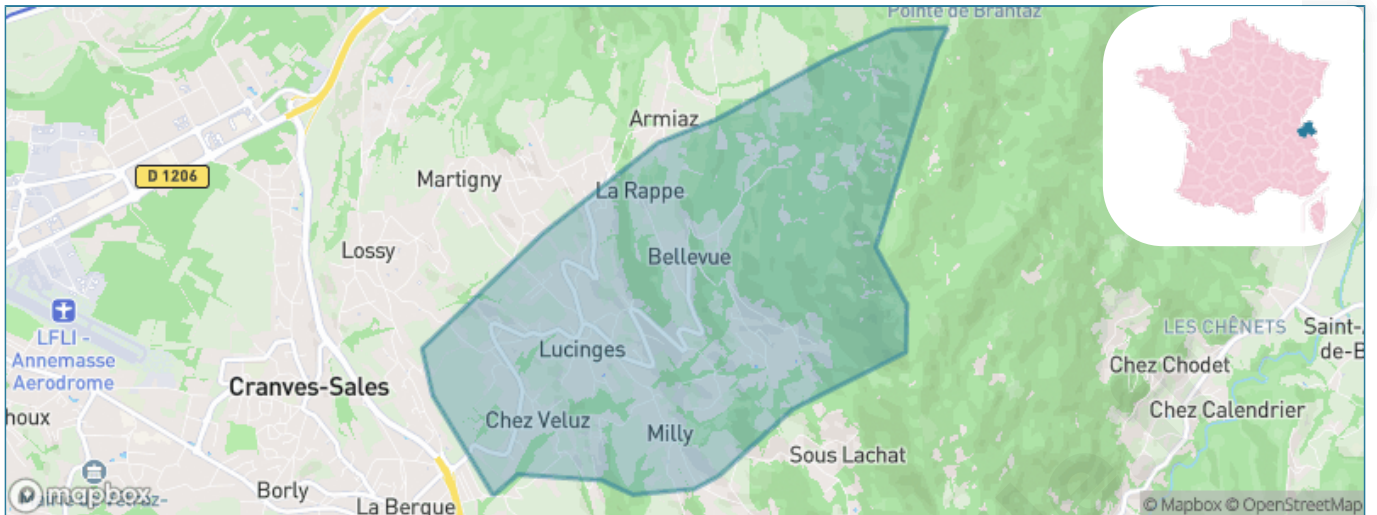 Pointe de Brantaz
Armiaz
D 1206
Martigny
La Rappe
Lossy
Bellevue
LFLI -
Annemasse
Aerodrome
LES CHÊNETS
Saint-
de-B
Lucinges
Chez Chodet
Cranves-Sales
houx
Chez Calendrier
Chez Veluz
Milly
Sous Lachat
Borly
mapbox
La Bergue
© Mapbox © OpenStreetMap